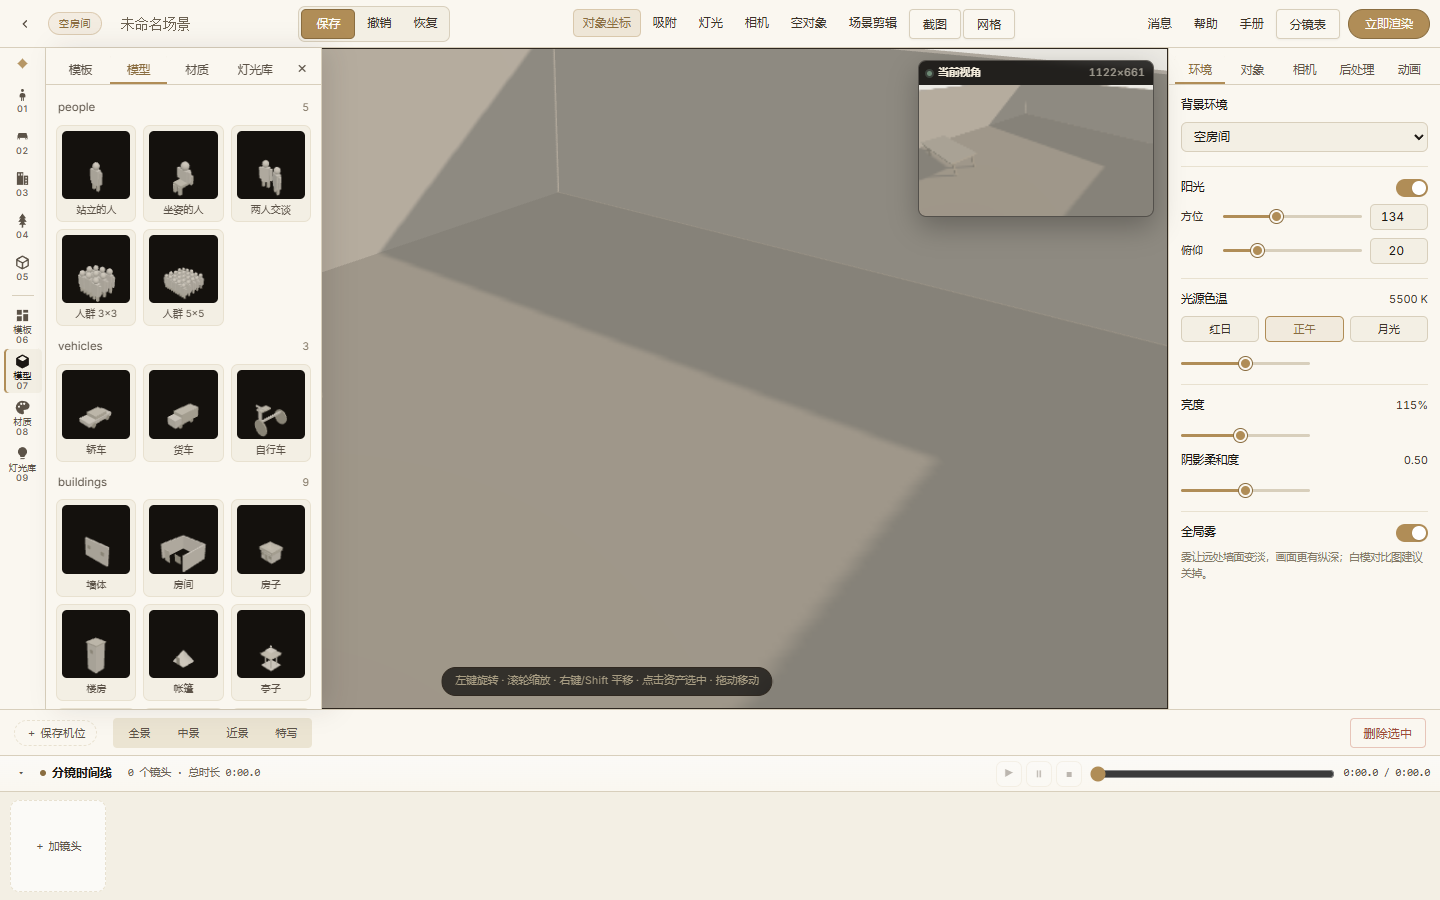 空房间
未命名场景
保存
撤销
恢复
对象坐标
吸附
灯光
相机
空对象
场景剪辑
截图
网格
消息
帮助
手册
分镜表
立即渲染
01
02
03
04
05
模板
06
模型
07
材质
08
灯光库
09
模板
模型
材质
灯光库
×
people
5
站立的人
坐姿的人
两人交谈
人群 3×3
人群 5×5
vehicles
3
轿车
货车
自行车
buildings
9
墙体
房间
房子
楼房
帐篷
亭子
当前视角
1122×661
左键旋转 · 滚轮缩放 · 右键/Shift 平移 · 点击资产选中 · 拖动移动
环境
对象
相机
后处理
动画
背景环境
空房间
阳光
方位
134
俯仰
20
光源色温
5500 K
红日
正午
月光
亮度
115%
阴影柔和度
0.50
全局雾
雾让远处墙面变淡，画面更有纵深；白模对比图建议
关掉。
+ 保存机位
全景
中景
近景
特写
删除选中
分镜时间线
0 个镜头 · 总时长 0:00.0
0:00.0 / 0:00.0
+ 加镜头